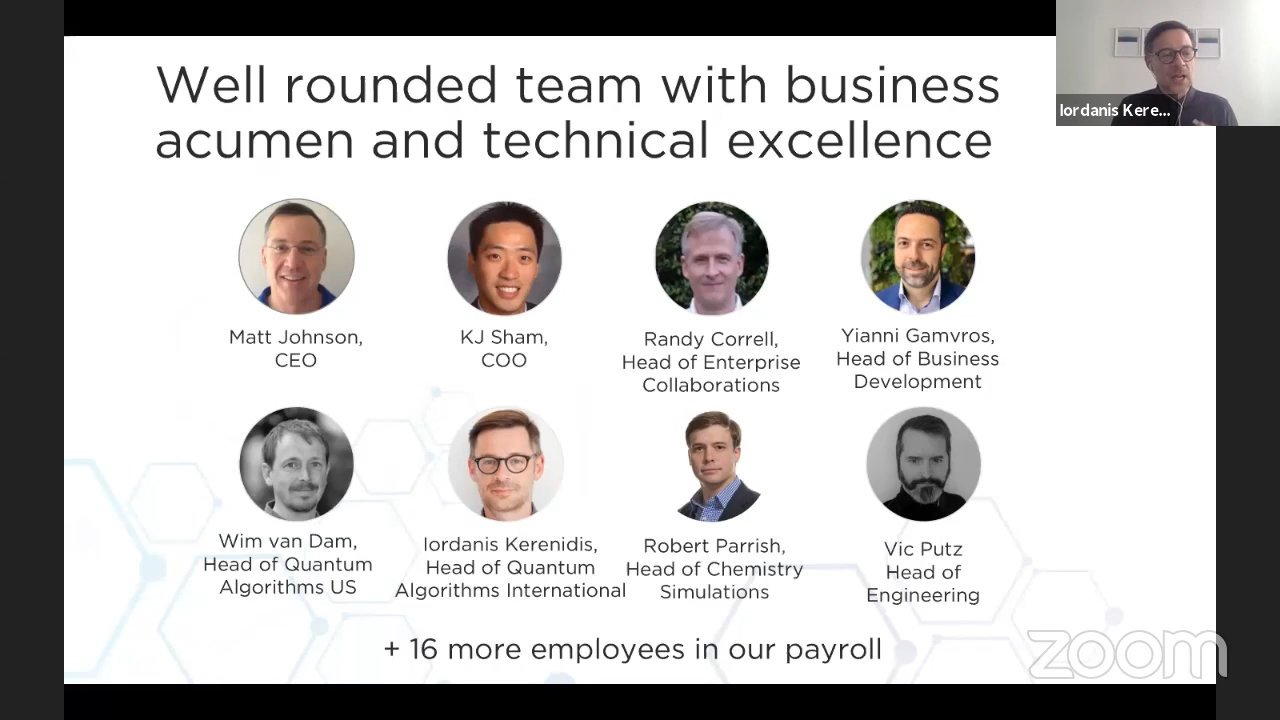 Well rounded team with business
acumen and technical excellence
Iordanis Kere...
Matt Johnson,
CEO
KJ Sham,
COO
Randy Correll,
Head of Enterprise
Collaborations
Yianni Gamvros,
Head of Business
Development
Wim van Dam,
Head of Quantum
Algorithms US
Iordanis Kerenidis,
Head of Quantum
Algorithms International
Robert Parrish,
Head of Chemistry
Simulations
Vic Putz
Head of
Engineering
+ 16 more employees in our payroll
zoom